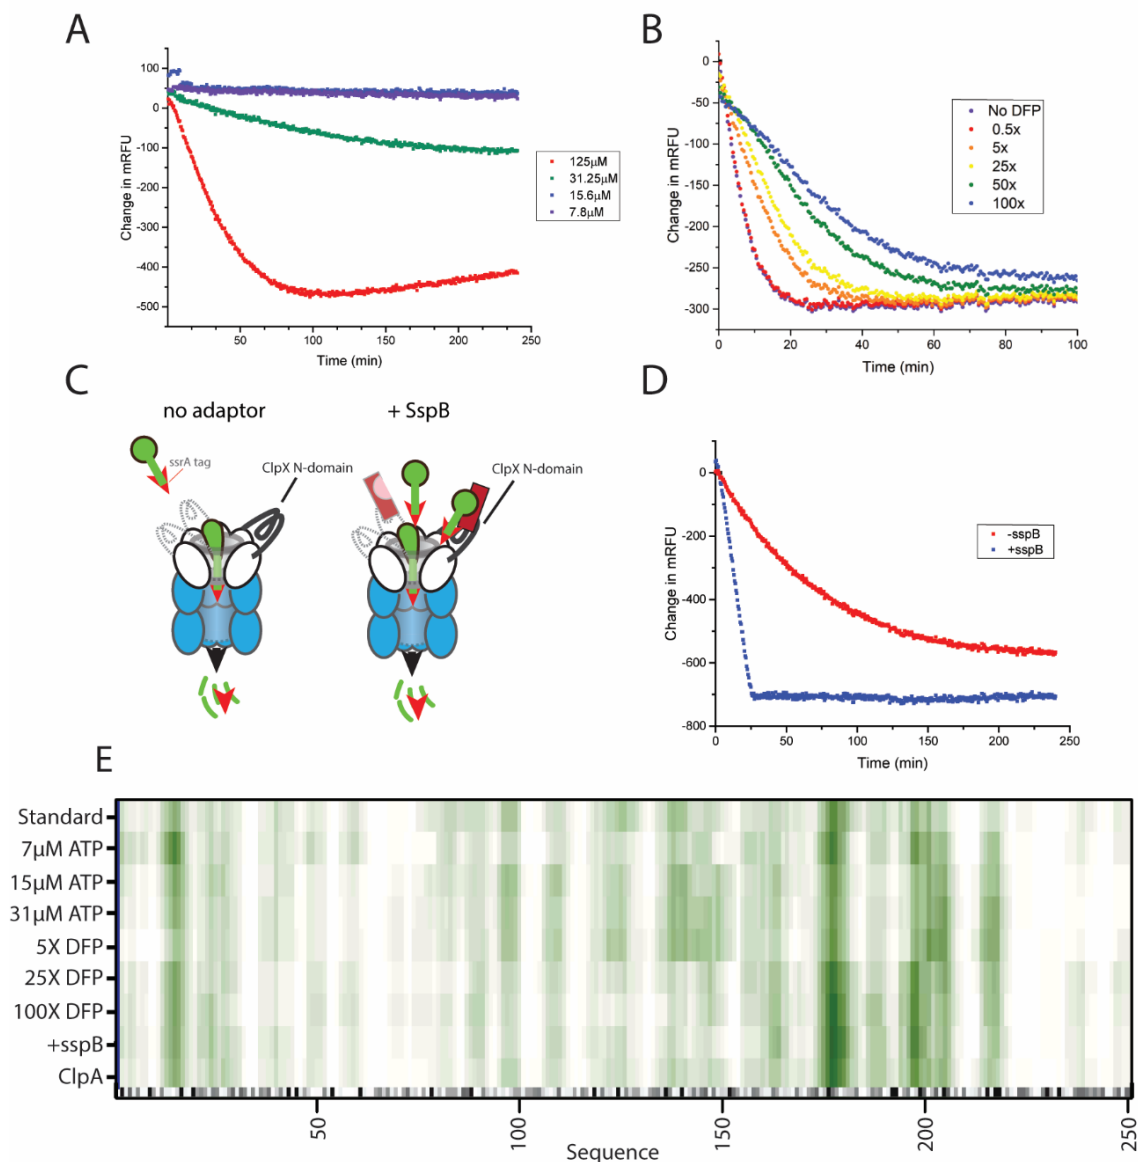 A
100
0
-100
-200
-300
-400
-500
Change in mRFU
50
100
150
200
250
Time (min)
125µM
31.25µM
15.6µM
7.8µM
B
0
-50
-100
-150
-200
-250
-300
Change in mRFU
0
20
40
60
80
100
Time (min)
No DFP
0.5x
5x
25x
50x
100x
C
no adaptor
+ SspB
ssrA tag
ClpX N-domain
ClpX N-domain
D
0
-200
-400
-600
-800
Change in mRFU
0
50
100
150
200
250
Time (min)
-sspB
+sspB
E
Standard
7µM ATP
15µM ATP
31µM ATP
5X DFP
25X DFP
100X DFP
+sspB
ClpA
50
100
150
200
250
Sequence